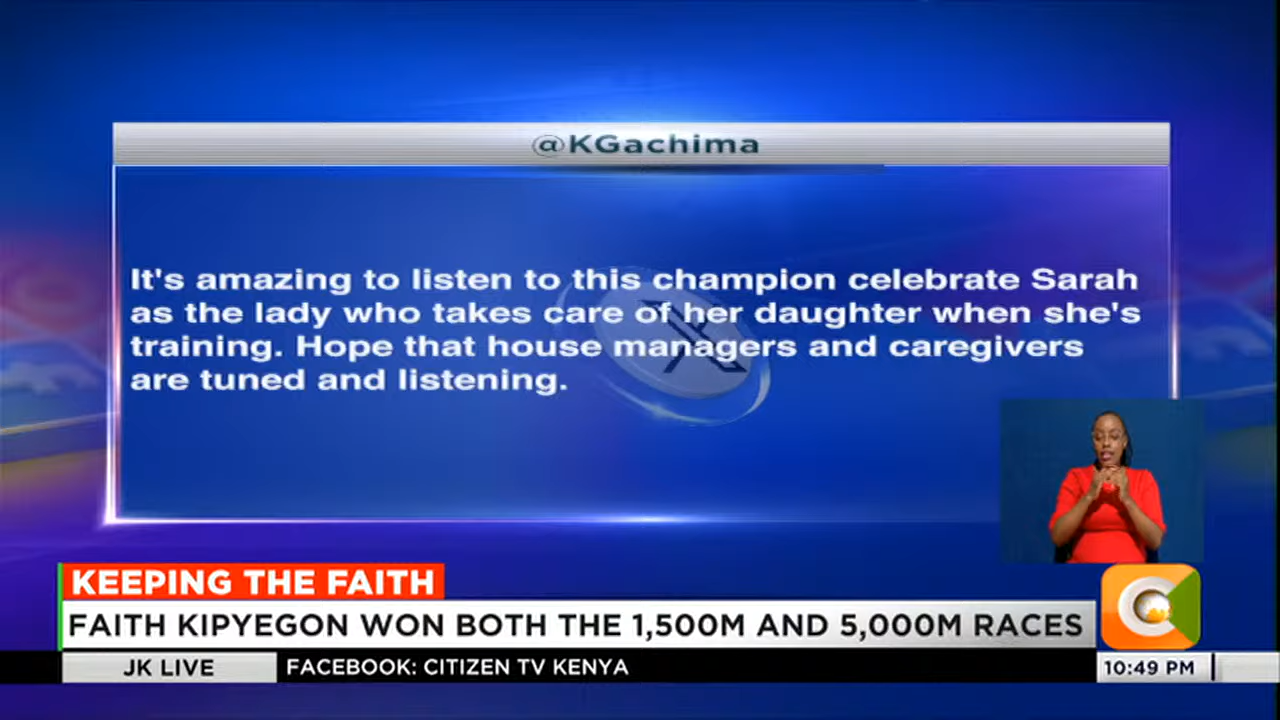 @KGachima
It's amazing to listen to this champion celebrate Sarah
as the lady who takes care of her daughter when she's
training. Hope that house managers and caregivers
are tuned and listening.
KEEPING THE FAITH
FAITH KIPYEGON WON BOTH THE 1,500M AND 5,000M RACES
JK LIVE
FACEBOOK: CITIZEN TV KENYA
10:49 PM